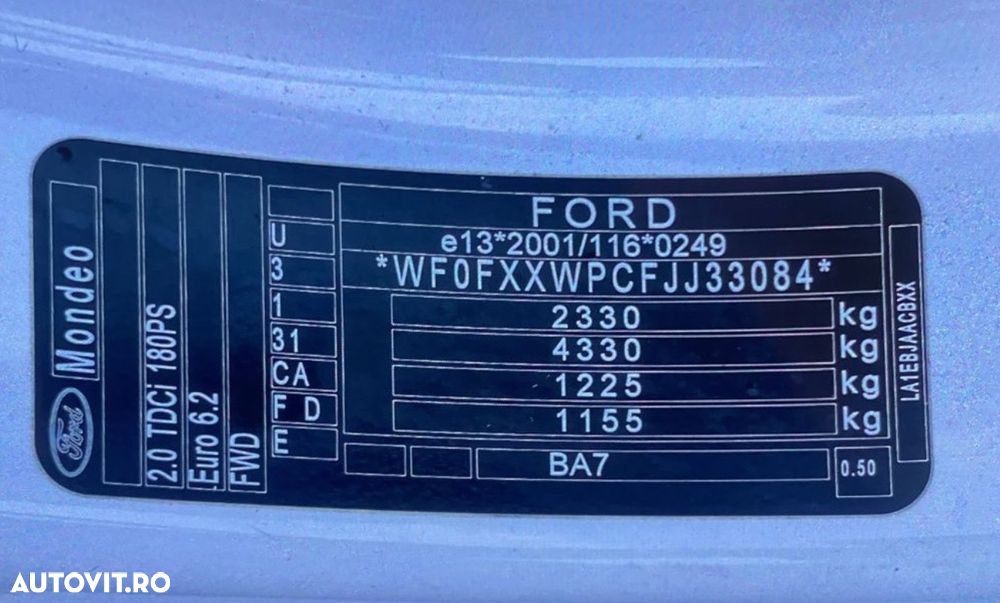 Ford
Mondeo
2.0 TDCi 180PS
Euro 6.2
FWD
U
3
1
31
CA
F D
E
FORD
e13*2001/116*0249
*WF0FXXWPCFJJ33084*
2330 kg
4330 kg
1225 kg
1155 kg
BA7
0.50
LA1EBJAACBXX
AUTOVIT.RO